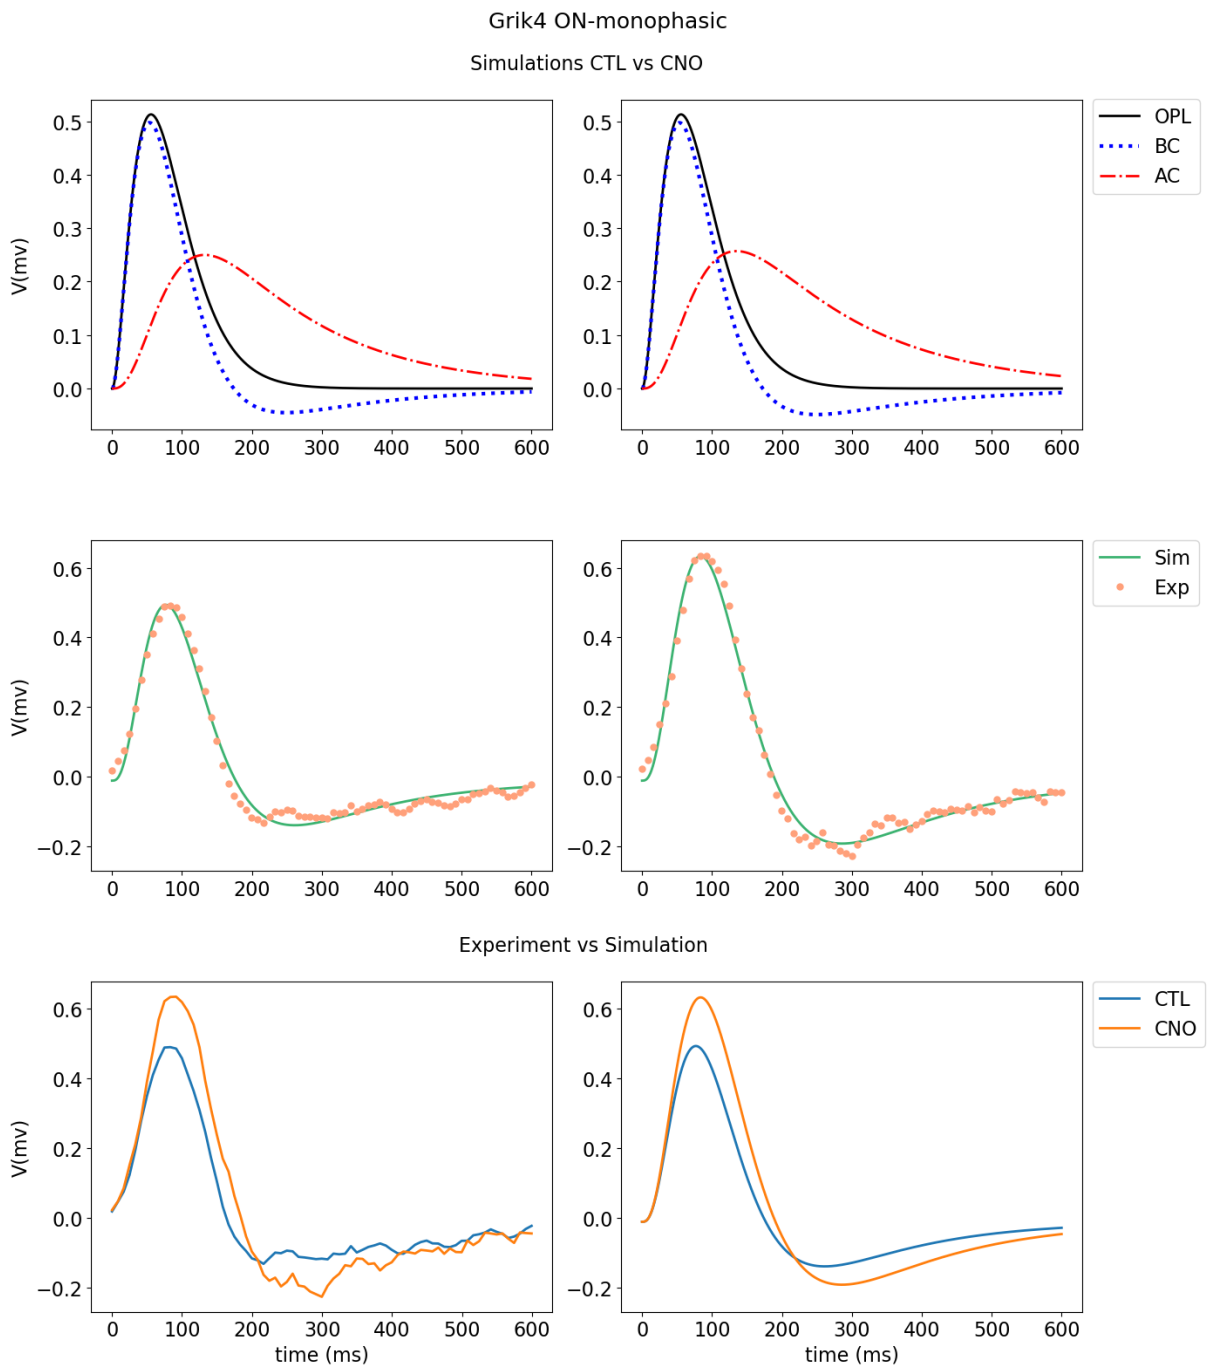 Grik4 ON-monophasic
Simulations CTL vs CNO
V(mv)
0.5
0.4
0.3
0.2
0.1
0.0
0 100 200 300 400 500 600
0.5
0.4
0.3
0.2
0.1
0.0
0 100 200 300 400 500 600
OPL
BC
AC
V(mv)
0.6
0.4
0.2
0.0
−0.2
0 100 200 300 400 500 600
0.6
0.4
0.2
0.0
−0.2
0 100 200 300 400 500 600
Sim
Exp
Experiment vs Simulation
V(mv)
0.6
0.4
0.2
0.0
−0.2
0 100 200 300 400 500 600
time (ms)
0.6
0.4
0.2
0.0
−0.2
0 100 200 300 400 500 600
time (ms)
CTL
CNO